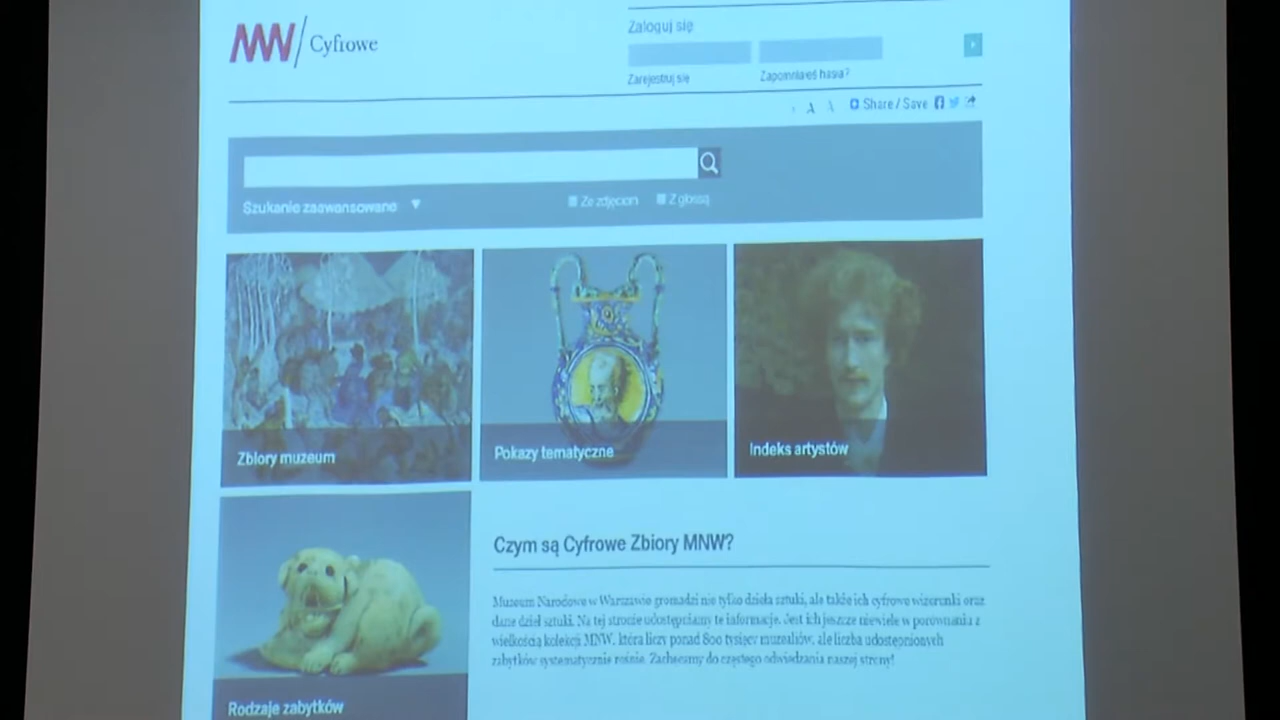 MNW/Cyfrowe
Zaloguj się
Zarejestruj się
Zapomniałeś hasła?
A
Share / Save
Szukanie zaawansowane
Ze zdjęciem
Z glossą
Zbiory muzeum
Pokazy tematyczne
Indeks artystów
Rodzaje zabytków
Czym są Cyfrowe Zbiory MNW?
Muzeum Narodowe w Warszawie gromadzi nie tylko dzieła sztuki, ale także ich cyfrowe wizerunki oraz
dane dzieł sztuki. Na tej stronie udostępniamy te informacje. Jest ich jeszcze niewiele w porównaniu z
wielkością kolekcji MNW, która liczy ponad 800 tysięcy muzealiów, ale liczba udostępnionych
zabytków systematycznie rośnie. Zachęcamy do częstego odwiedzania naszej strony!